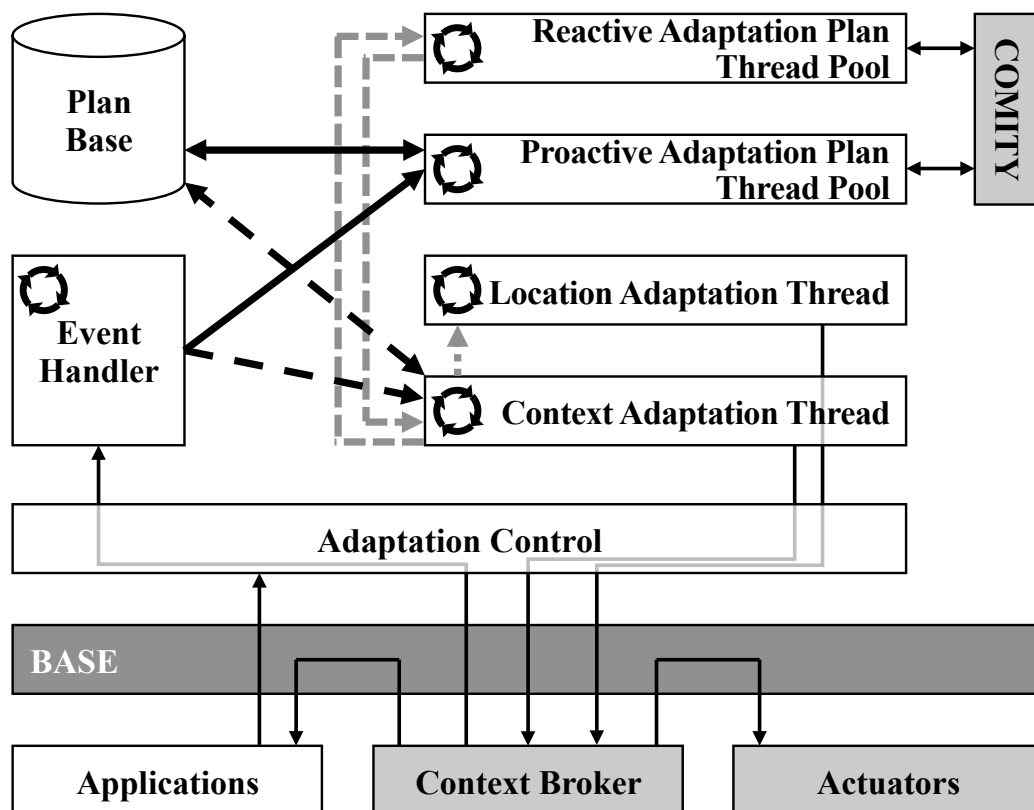 Plan
Base
Reactive Adaptation Plan
Thread Pool
COMITY
Proactive Adaptation Plan
Thread Pool
Event
Handler
Location Adaptation Thread
Context Adaptation Thread
Adaptation Control
BASE
Applications
Context Broker
Actuators